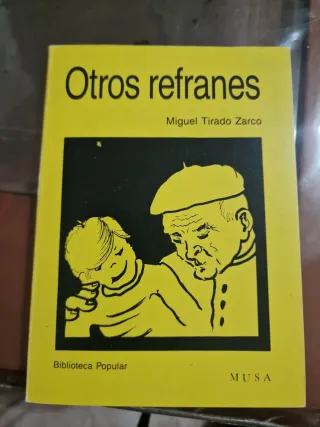 Otros refranes
Miguel Tirado Zarco
Biblioteca Popular
MUSA